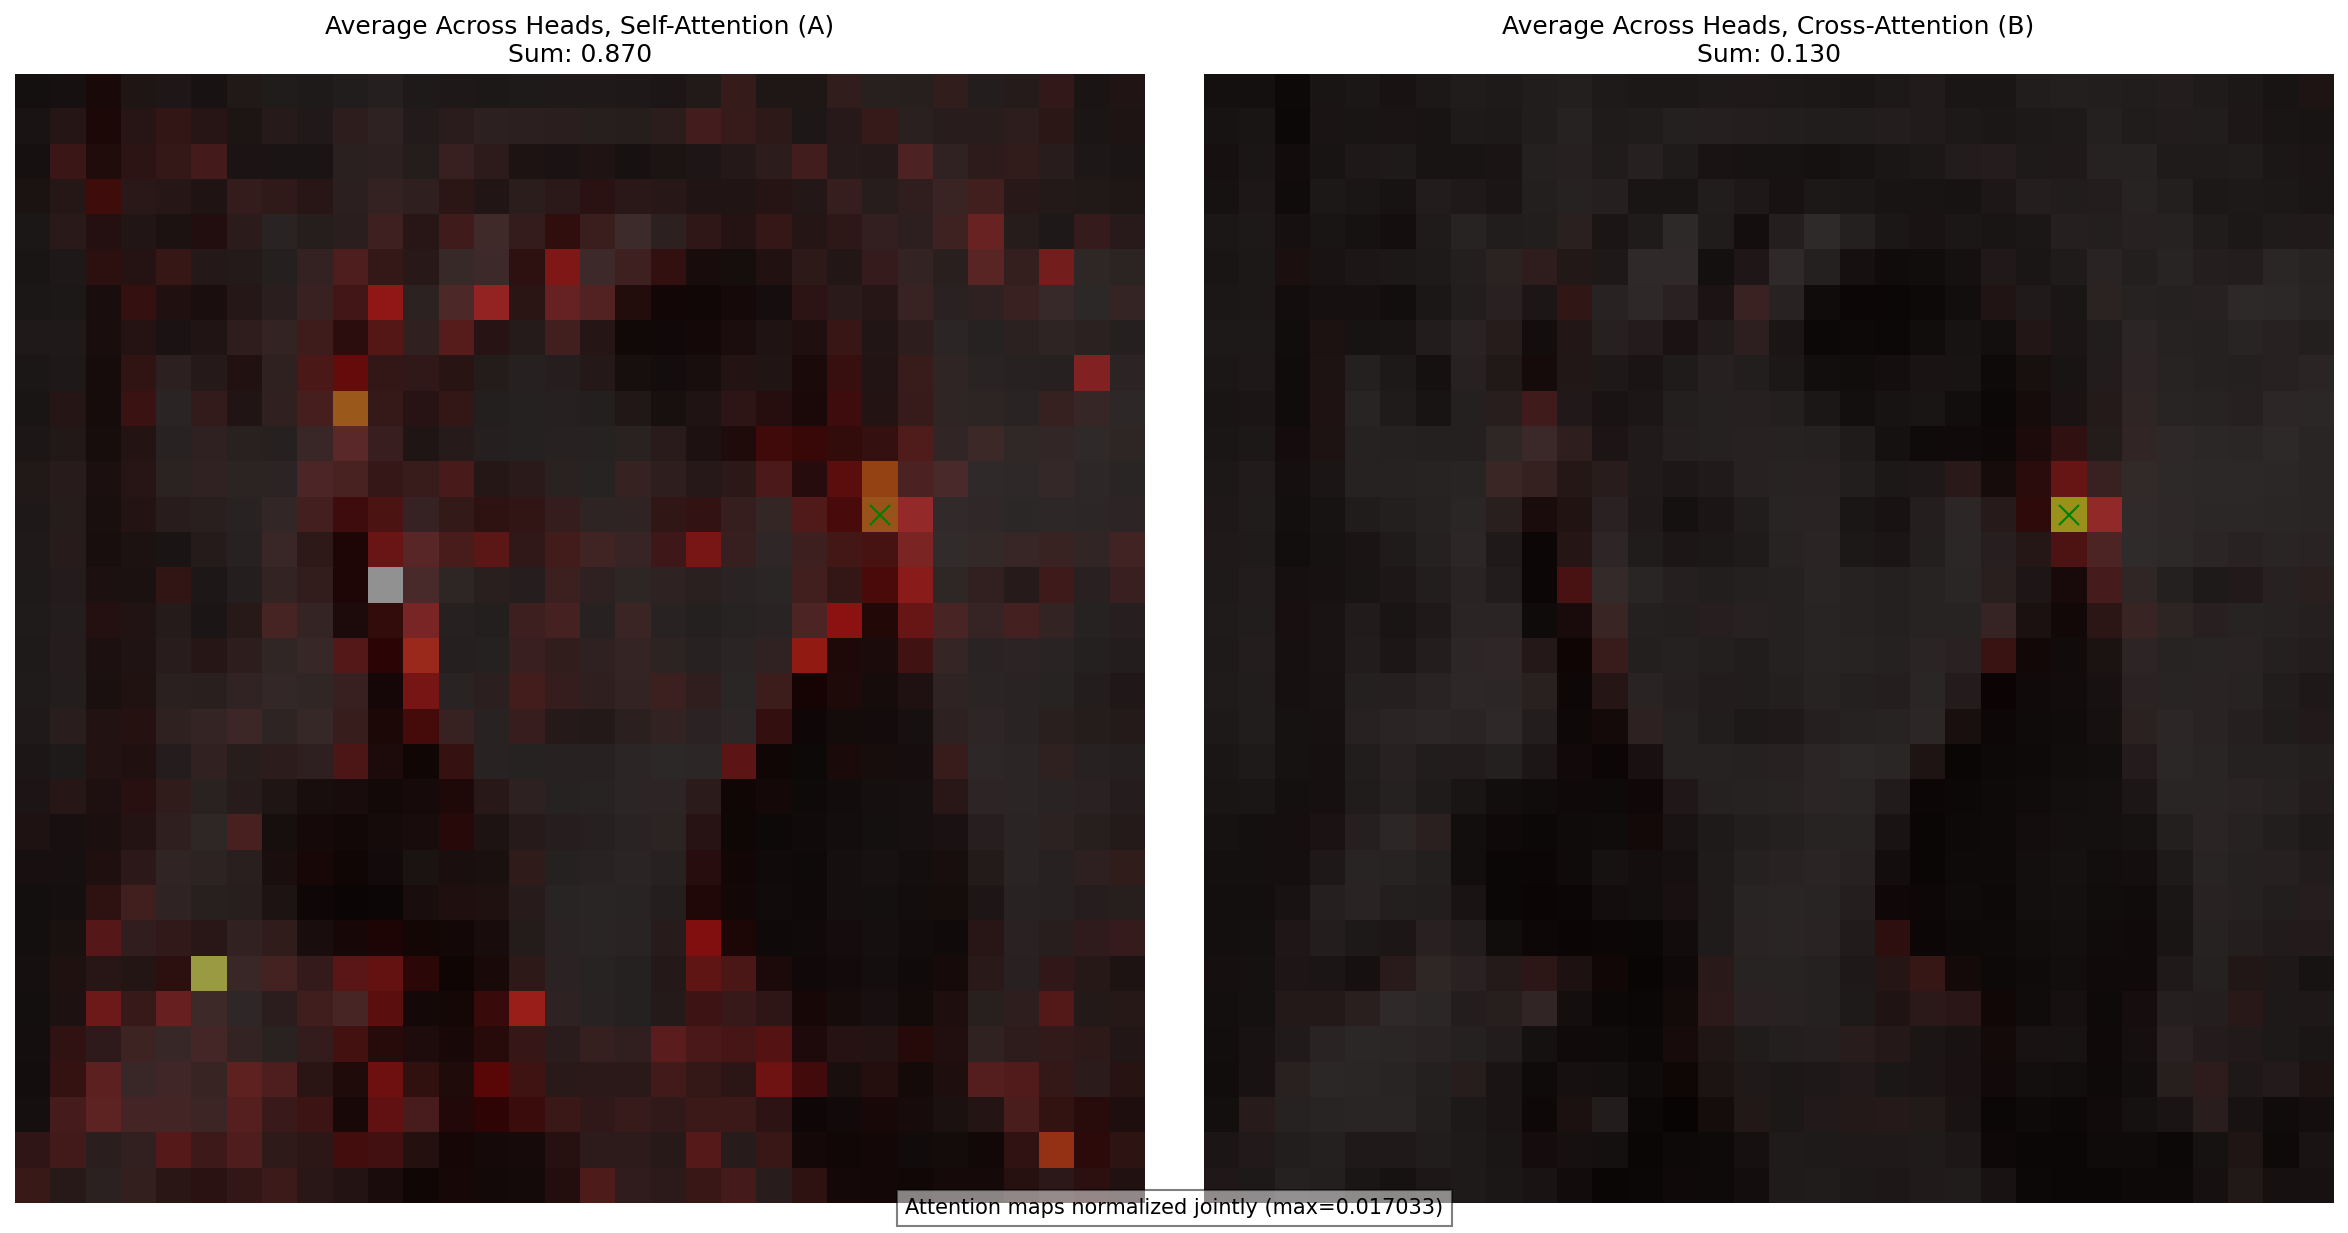 Average Across Heads, Self-Attention (A)
Sum: 0.870
Average Across Heads, Cross-Attention (B)
Sum: 0.130
Attention maps normalized jointly (max=0.017033)